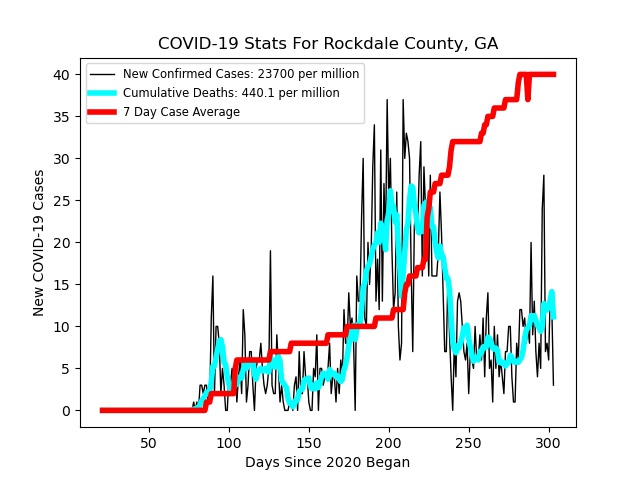 COVID-19 Stats For Rockdale County, GA
New Confirmed Cases: 23700 per million
Cumulative Deaths: 440.1 per million
7 Day Case Average
40
35
30
25
20
15
10
5
0
New COVID-19 Cases
50 100 150 200 250 300
Days Since 2020 Began